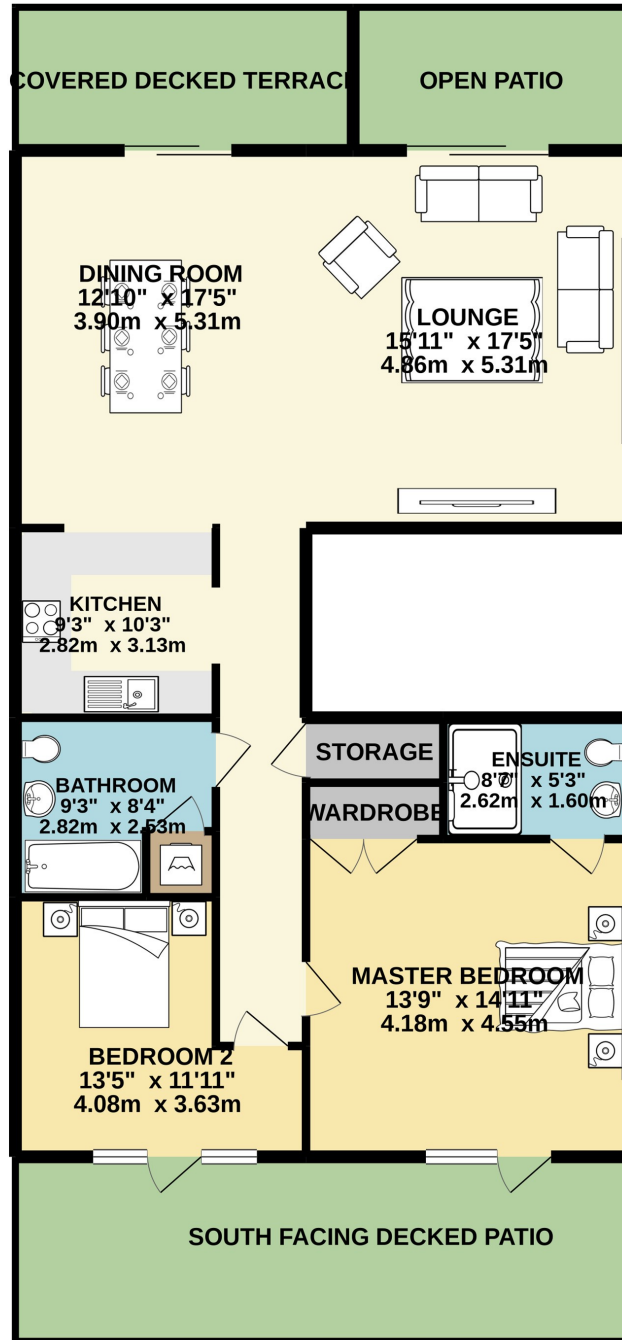 COVERED DECKED TERRACE
OPEN PATIO
DINING ROOM
12'10" x 17'5"
3.90m x 5.31m
LOUNGE
15'11" x 17'5"
4.86m x 5.31m
KITCHEN
9'3" x 10'3"
2.82m x 3.13m
STORAGE
ENSUITE
8'7" x 5'3"
2.62m x 1.60m
BATHROOM
9'3" x 8'4"
2.82m x 2.53m
WARDROBE
MASTER BEDROOM
13'9" x 14'11"
4.18m x 4.55m
BEDROOM 2
13'5" x 11'11"
4.08m x 3.63m
SOUTH FACING DECKED PATIO